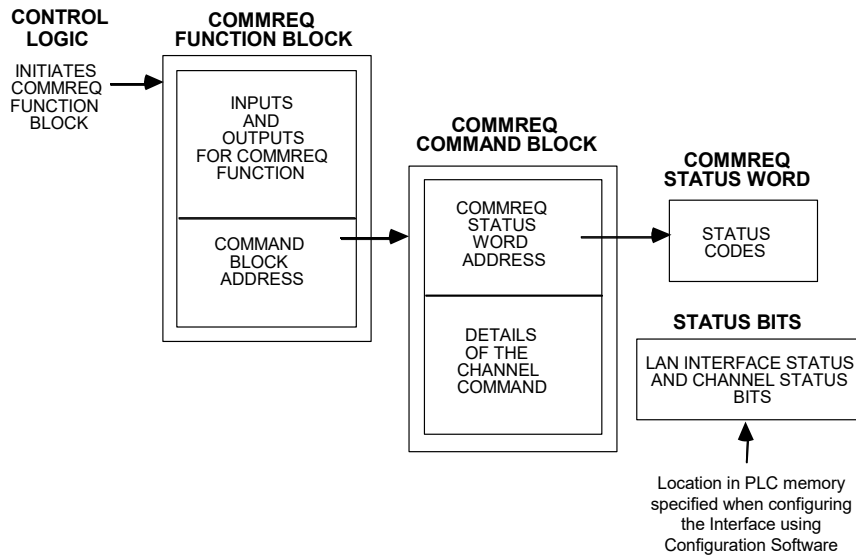 CONTROL
LOGIC
INITIATES
COMMREQ
FUNCTION
BLOCK
COMMREQ
FUNCTION BLOCK
INPUTS
AND
OUTPUTS
FOR COMMREQ
FUNCTION
COMMAND
BLOCK
ADDRESS
COMMREQ
COMMAND BLOCK
COMMREQ
STATUS
WORD
ADDRESS
DETAILS
OF THE
CHANNEL
COMMAND
COMMREQ
STATUS WORD
STATUS
CODES
STATUS BITS
LAN INTERFACE STATUS
AND CHANNEL STATUS
BITS
Location in PLC memory
specified when configuring
the Interface using
Configuration Software